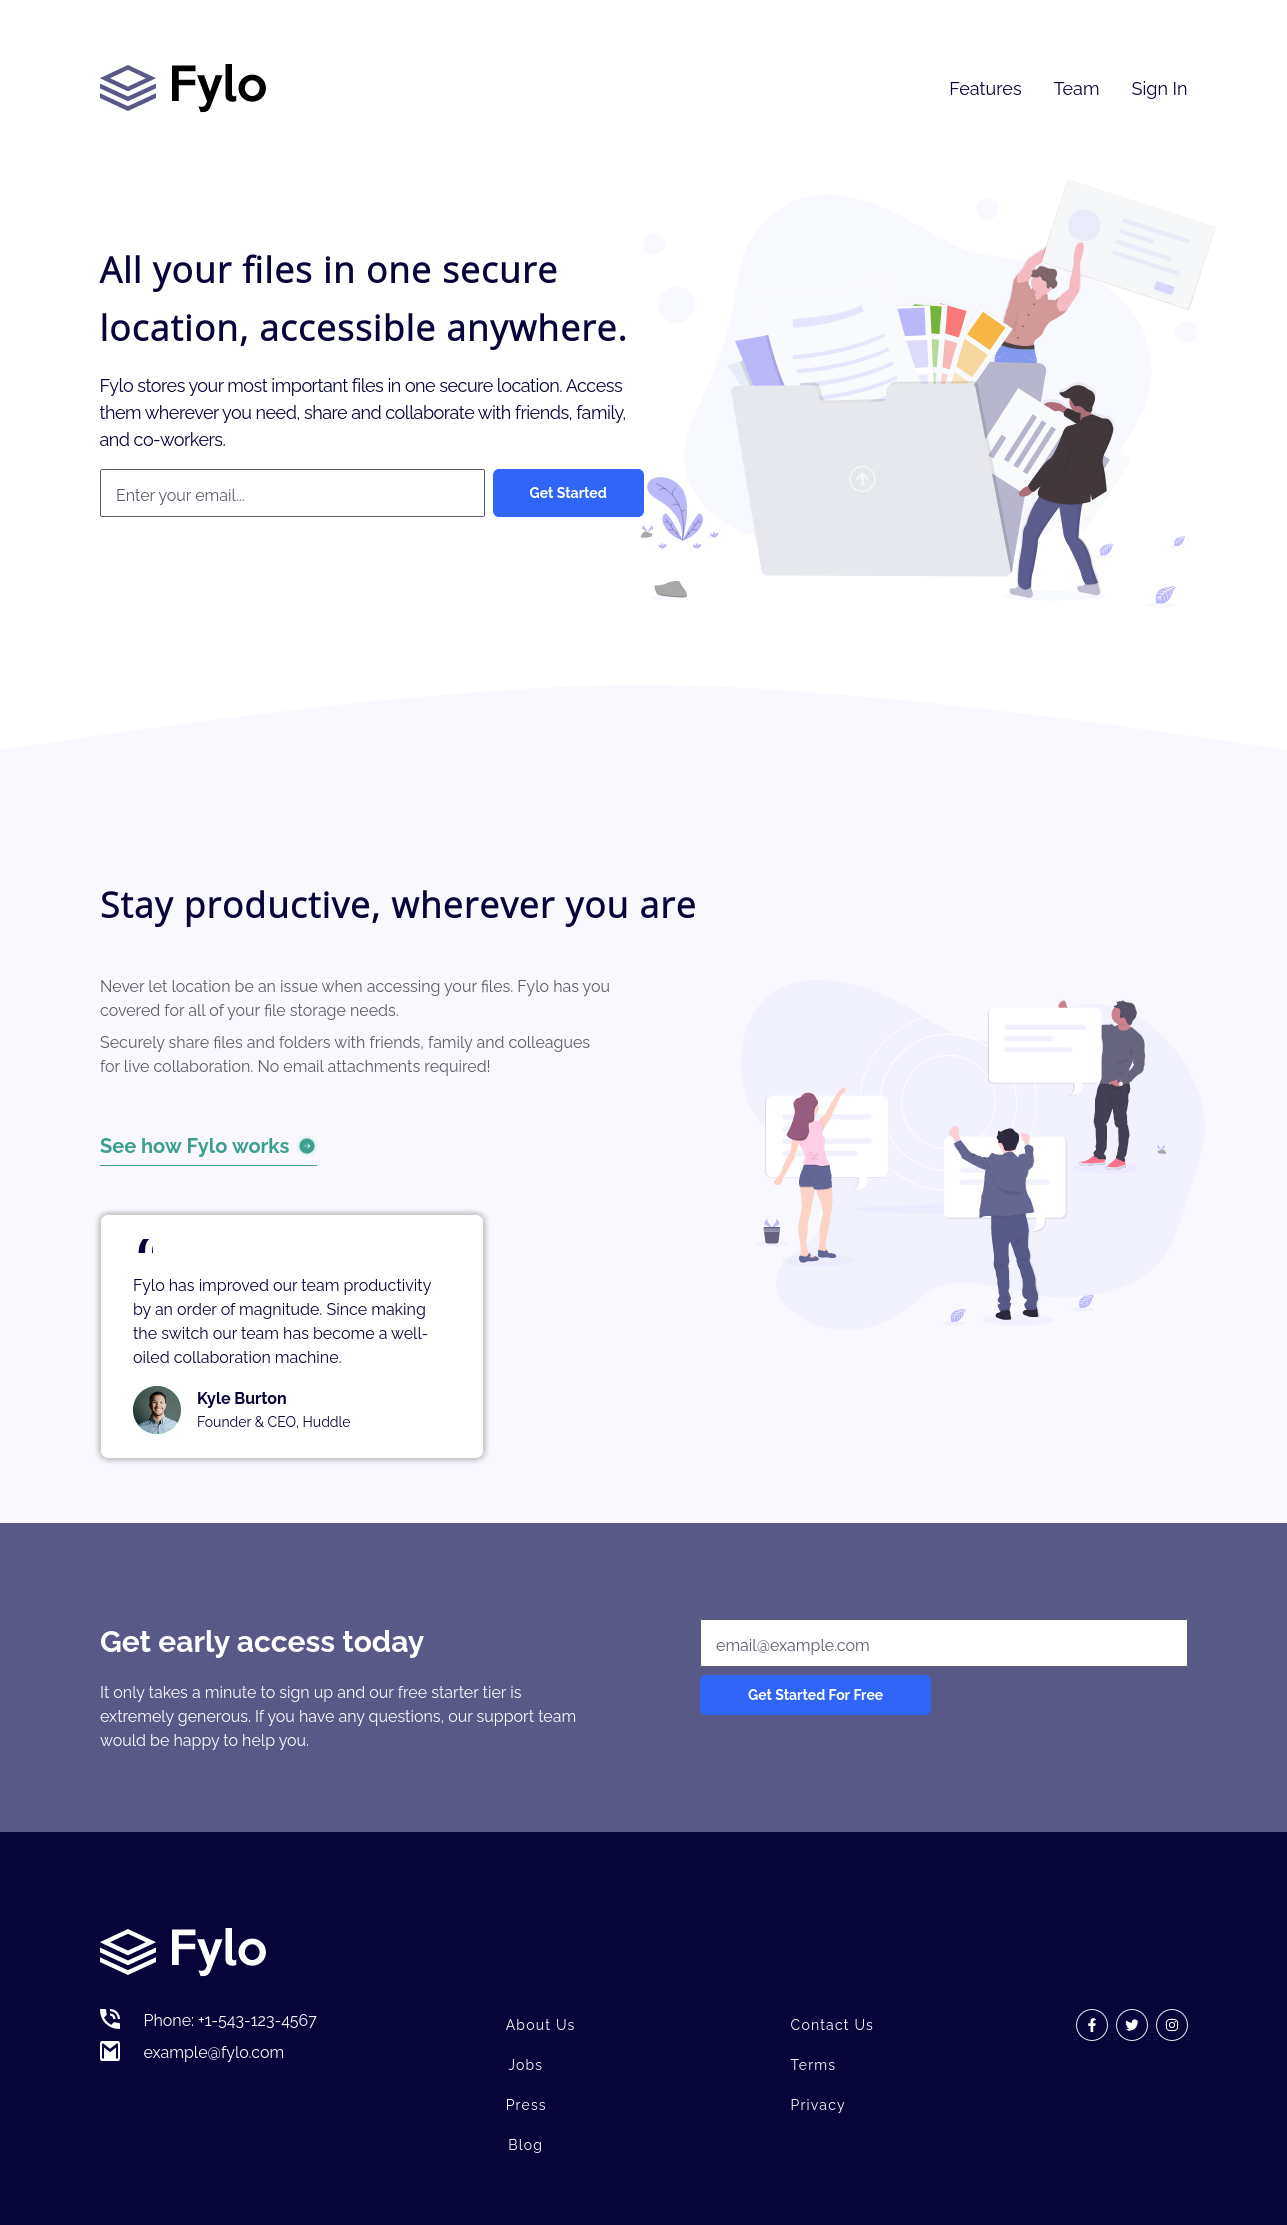 Fylo
Features Team Sign In
All your files in one secure
location, accessible anywhere.
Fylo stores your most important files in one secure location. Access
them wherever you need, share and collaborate with friends, family,
and co-workers.
Enter your email...
Get Started
Stay productive, wherever you are
Never let location be an issue when accessing your files. Fylo has you
covered for all of your file storage needs.
Securely share files and folders with friends, family and colleagues
for live collaboration. No email attachments required!
See how Fylo works
Fylo has improved our team productivity
by an order of magnitude. Since making
the switch our team has become a well-
oiled collaboration machine.
Kyle Burton
Founder & CEO, Huddle
Get early access today
It only takes a minute to sign up and our free starter tier is
extremely generous. If you have any questions, our support team
would be happy to help you.
email@example.com
Get Started For Free
Fylo
Phone: +1-543-123-4567
example@fylo.com
About Us
Jobs
Press
Blog
Contact Us
Terms
Privacy